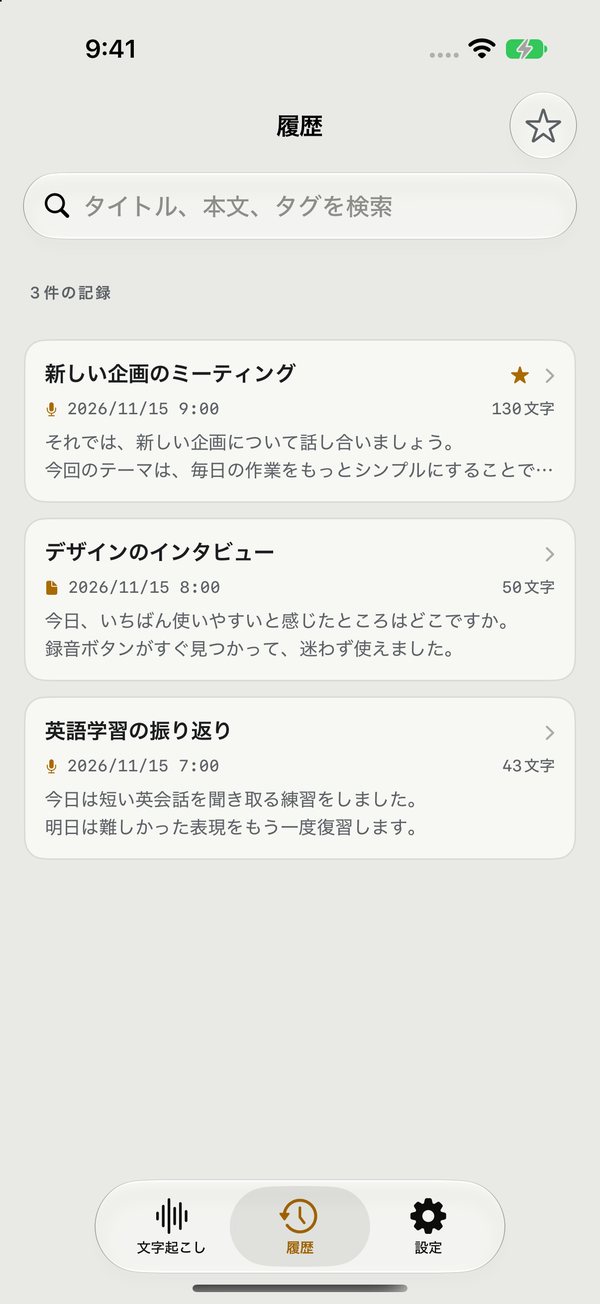 9:41
履歴
タイトル、本文、タグを検索
3件の記録
新しい企画のミーティング
2026/11/15 9:00 130文字
それでは、新しい企画について話し合いましょう。
今回のテーマは、毎日の作業をもっとシンプルにすることで…
デザインのインタビュー
2026/11/15 8:00 50文字
今日、いちばん使いやすいと感じたところはどこですか。
録音ボタンがすぐ見つかって、迷わず使えました。
英語学習の振り返り
2026/11/15 7:00 43文字
今日は短い英会話を聞き取る練習をしました。
明日は難しかった表現をもう一度復習します。
文字起こし 履歴 設定